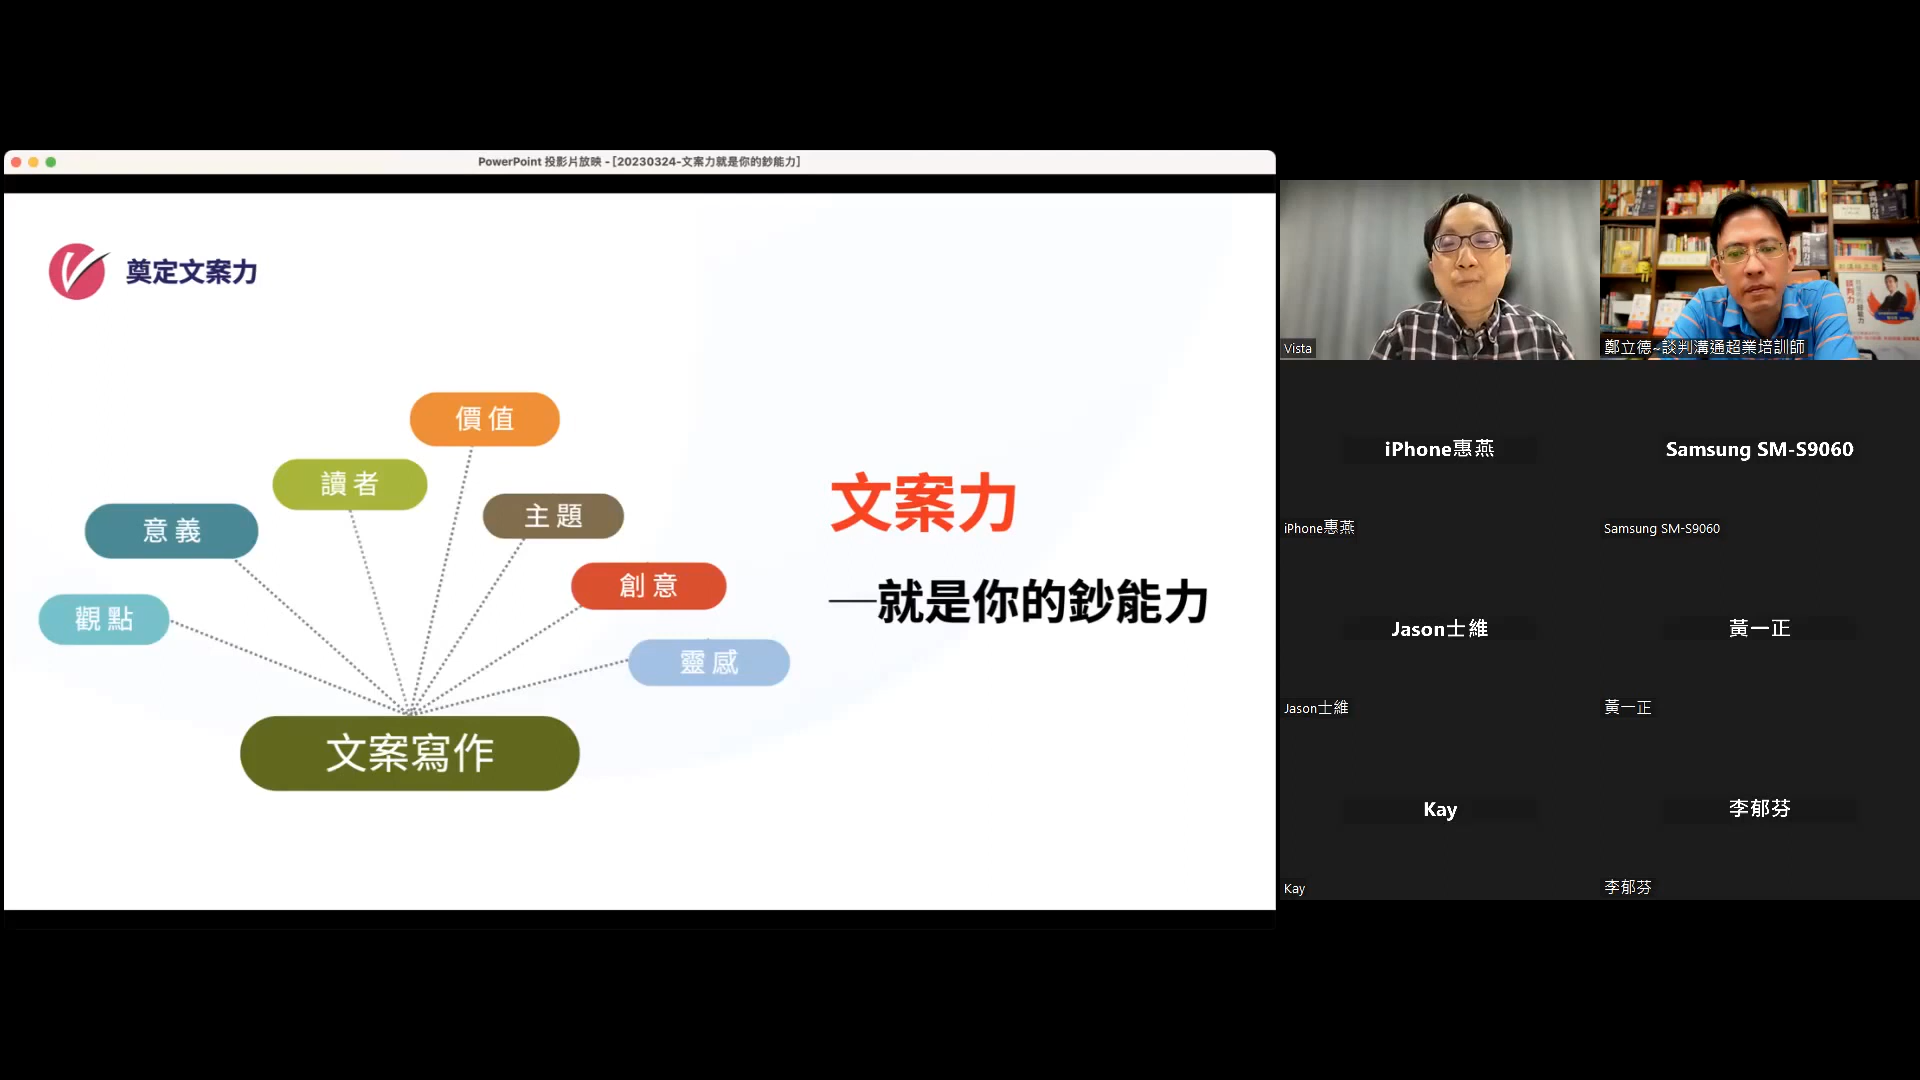 PowerPoint 投影片放映 - [20230324-文案力就是你的鈔能力]
奠定文案力
價值
讀者
主題
意義
創意
觀點
靈感
文案寫作
文案力
—就是你的鈔能力
Vista
鄭立德~談判溝通超業培訓師
談判力
iPhone惠燕
Samsung SM-S9060
iPhone惠燕
Samsung SM-S9060
Jason士維
黃一正
Jason士維
黃一正
Kay
李郁芬
Kay
李郁芬